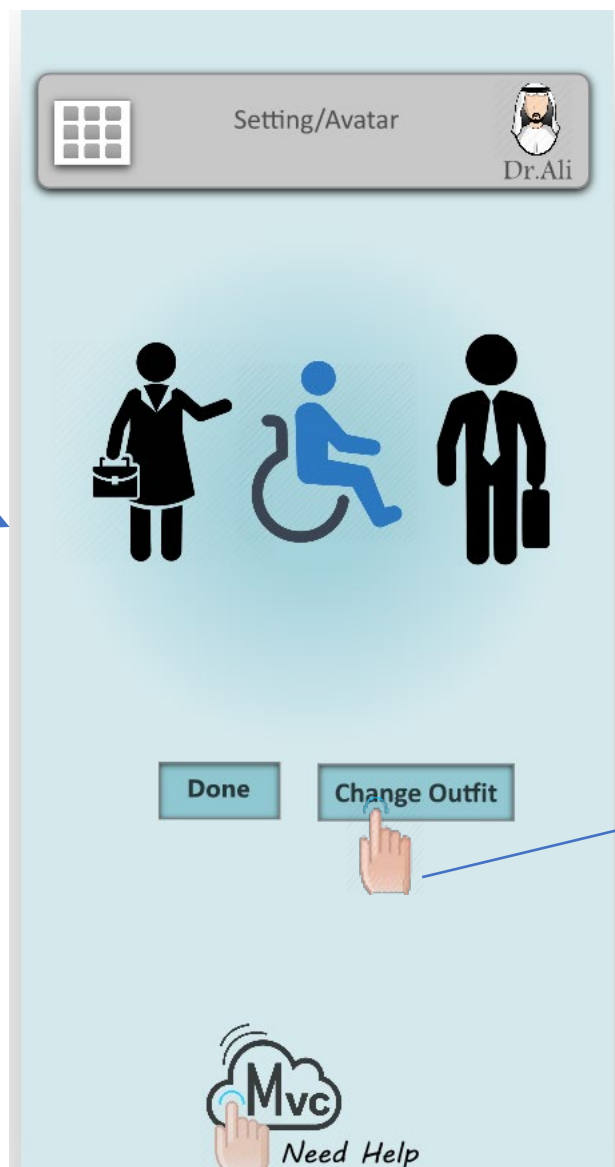 Setting/Avatar
Dr.Ali
Done
Change Outfit
Mvc
Need Help